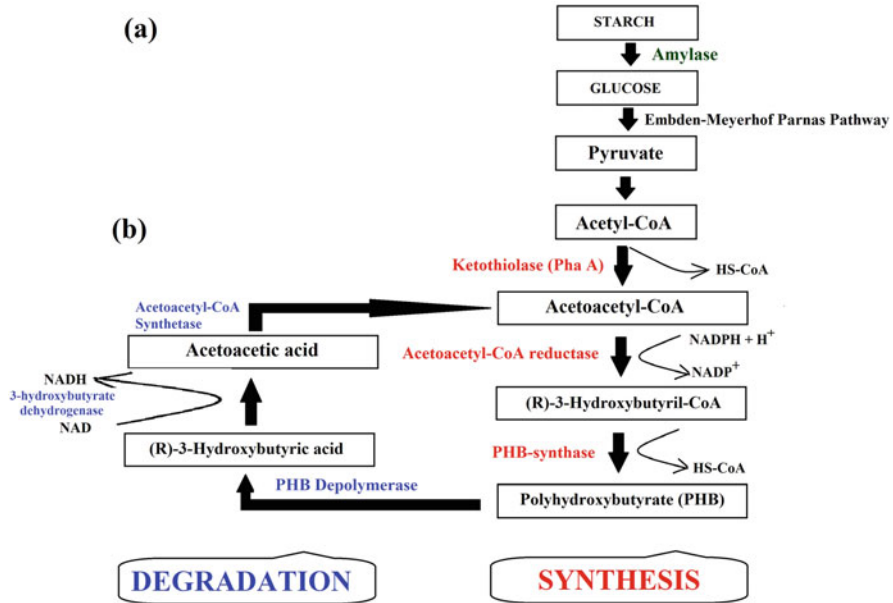 (a)
STARCH
Amylase
GLUCOSE
Embden-Meyerhof Parnas Pathway
Pyruvate
Acetyl-CoA
(b)
Ketothiolase (Pha A)
HS-CoA
Acetoacetyl-CoA
Acetoacetyl-CoA
Synthetase
Acetoacetic acid
Acetoacetyl-CoA reductase
NADPH + H+
NADP+
NADH
3-hydroxybutyrate
dehydrogenase
NAD
(R)-3-Hydroxybutyril-CoA
(R)-3-Hydroxybutyric acid
PHB-synthase
HS-CoA
PHB Depolymerase
Polyhydroxybutyrate (PHB)
DEGRADATION
SYNTHESIS